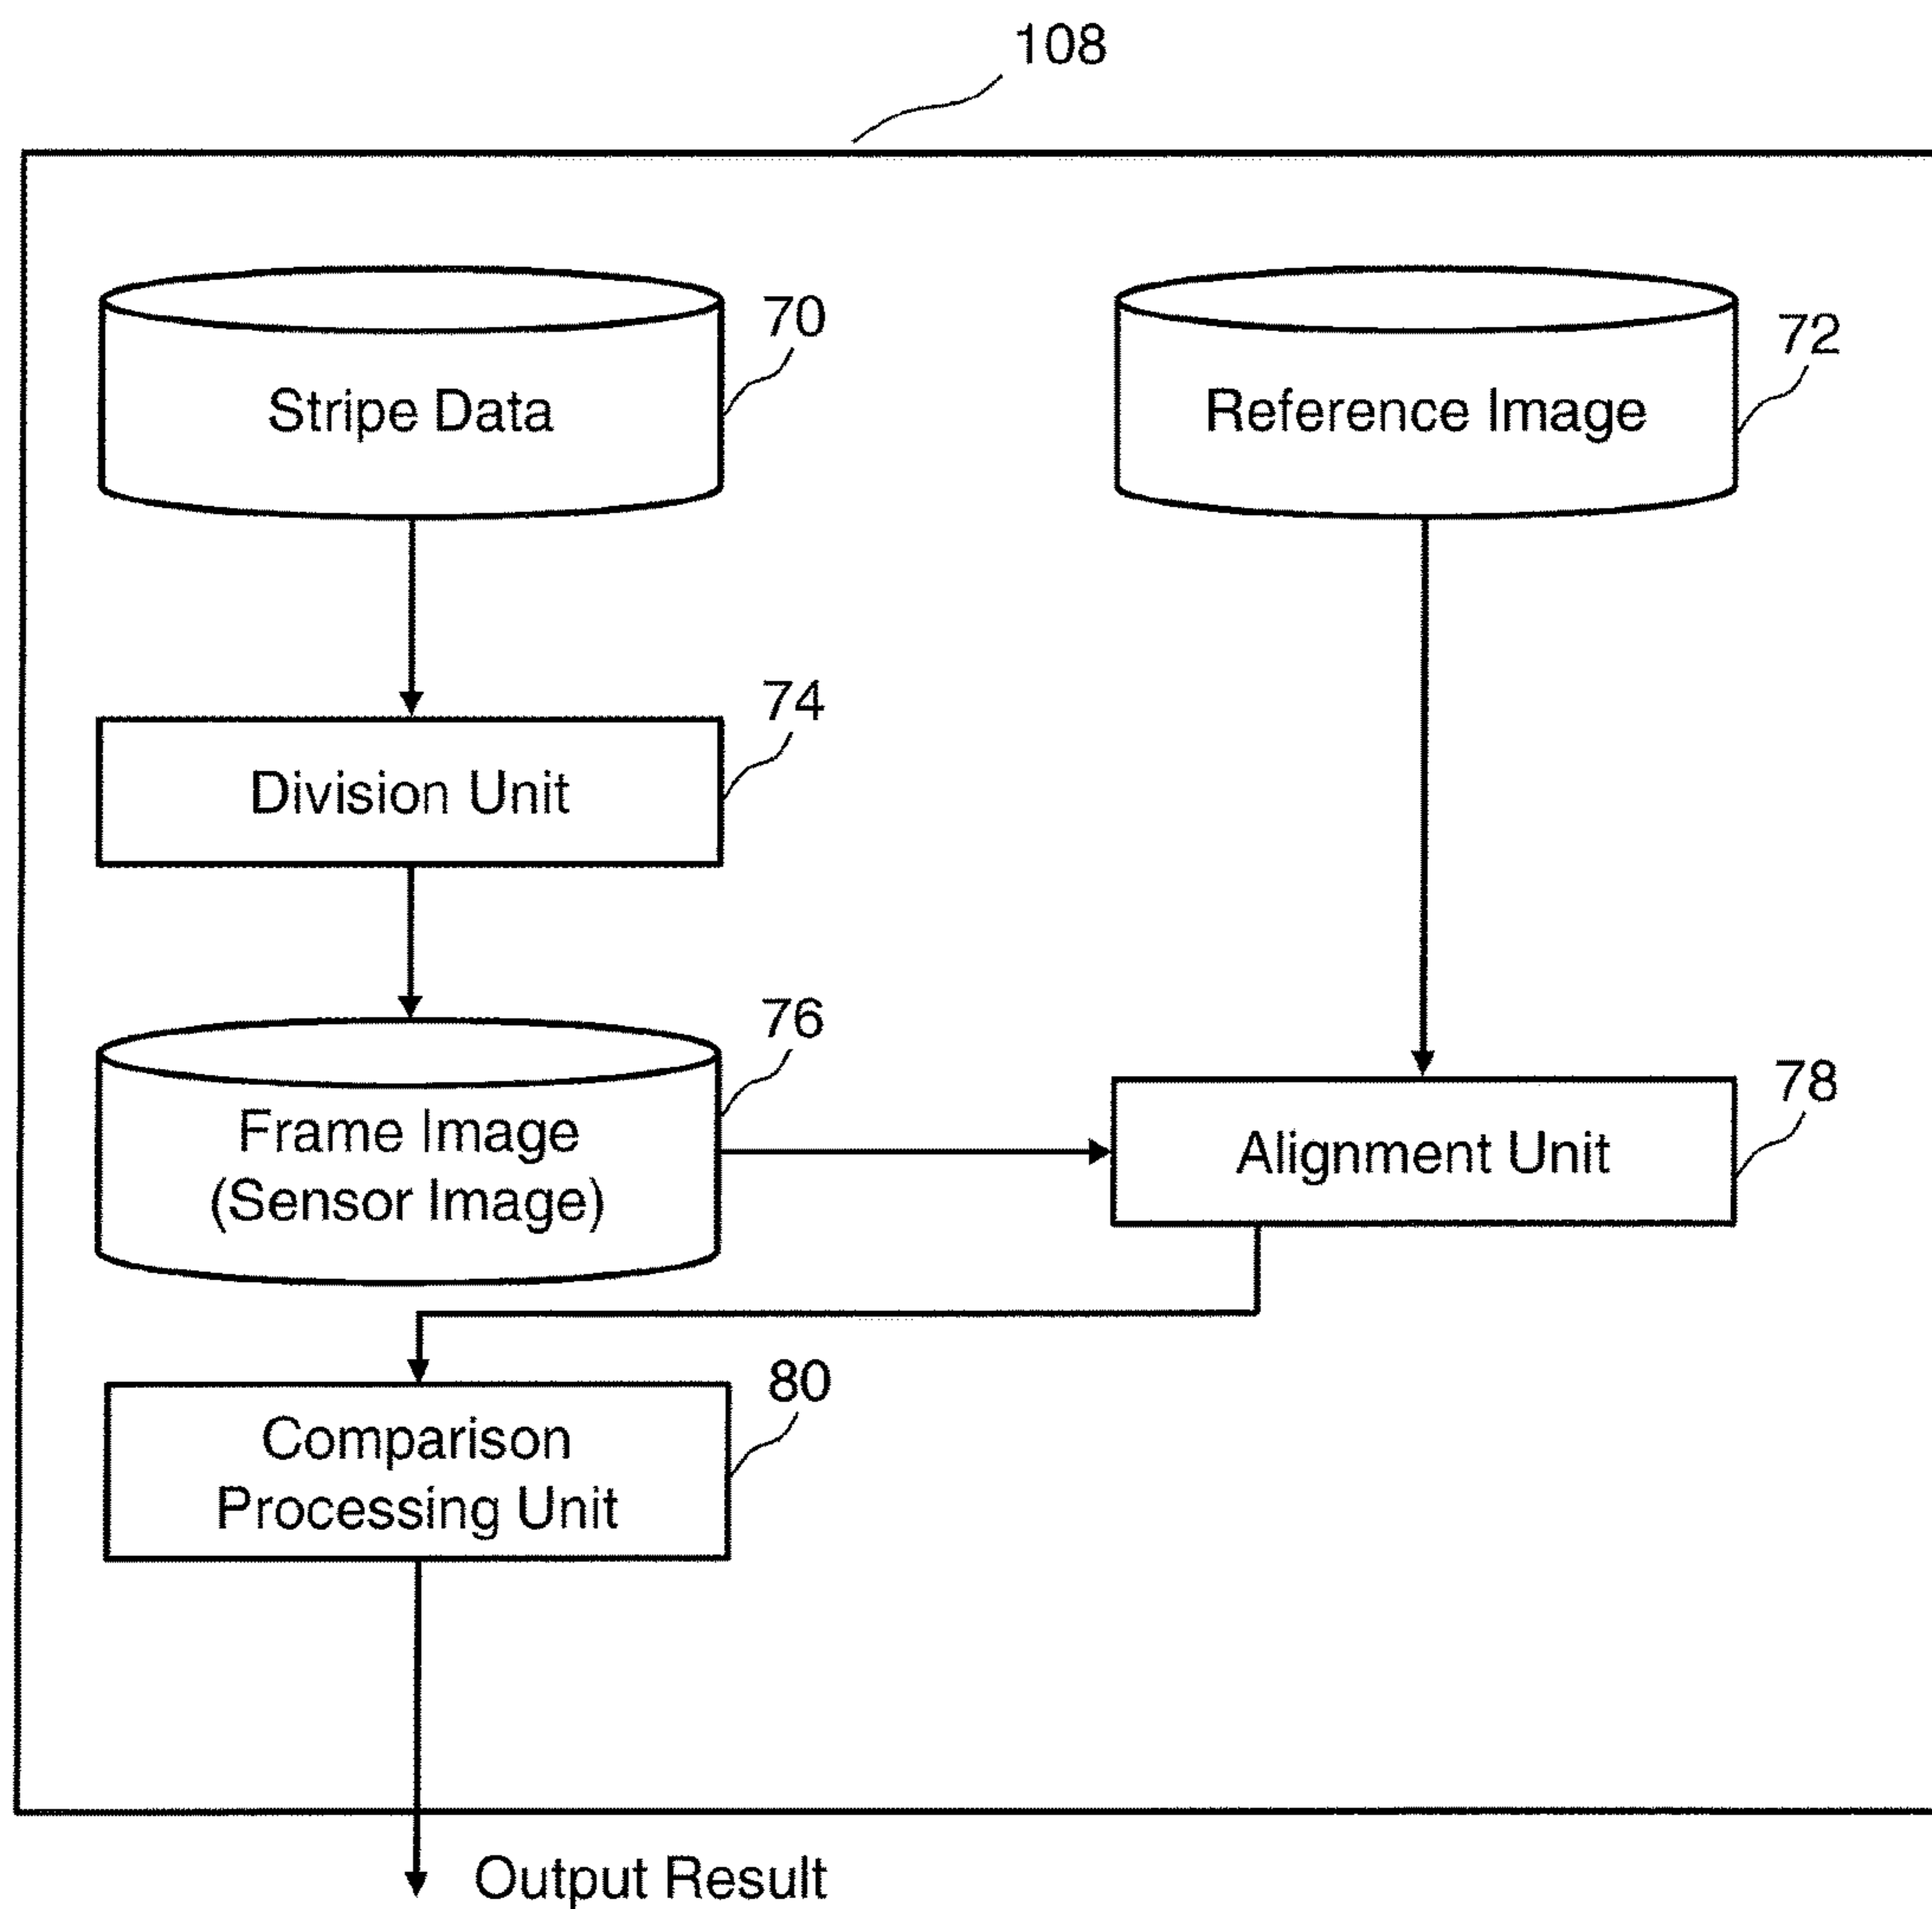 108
70
Stripe Data
72
Reference Image
74
Division Unit
76
Frame Image
(Sensor Image)
78
Alignment Unit
80
Comparison
Processing Unit
Output Result